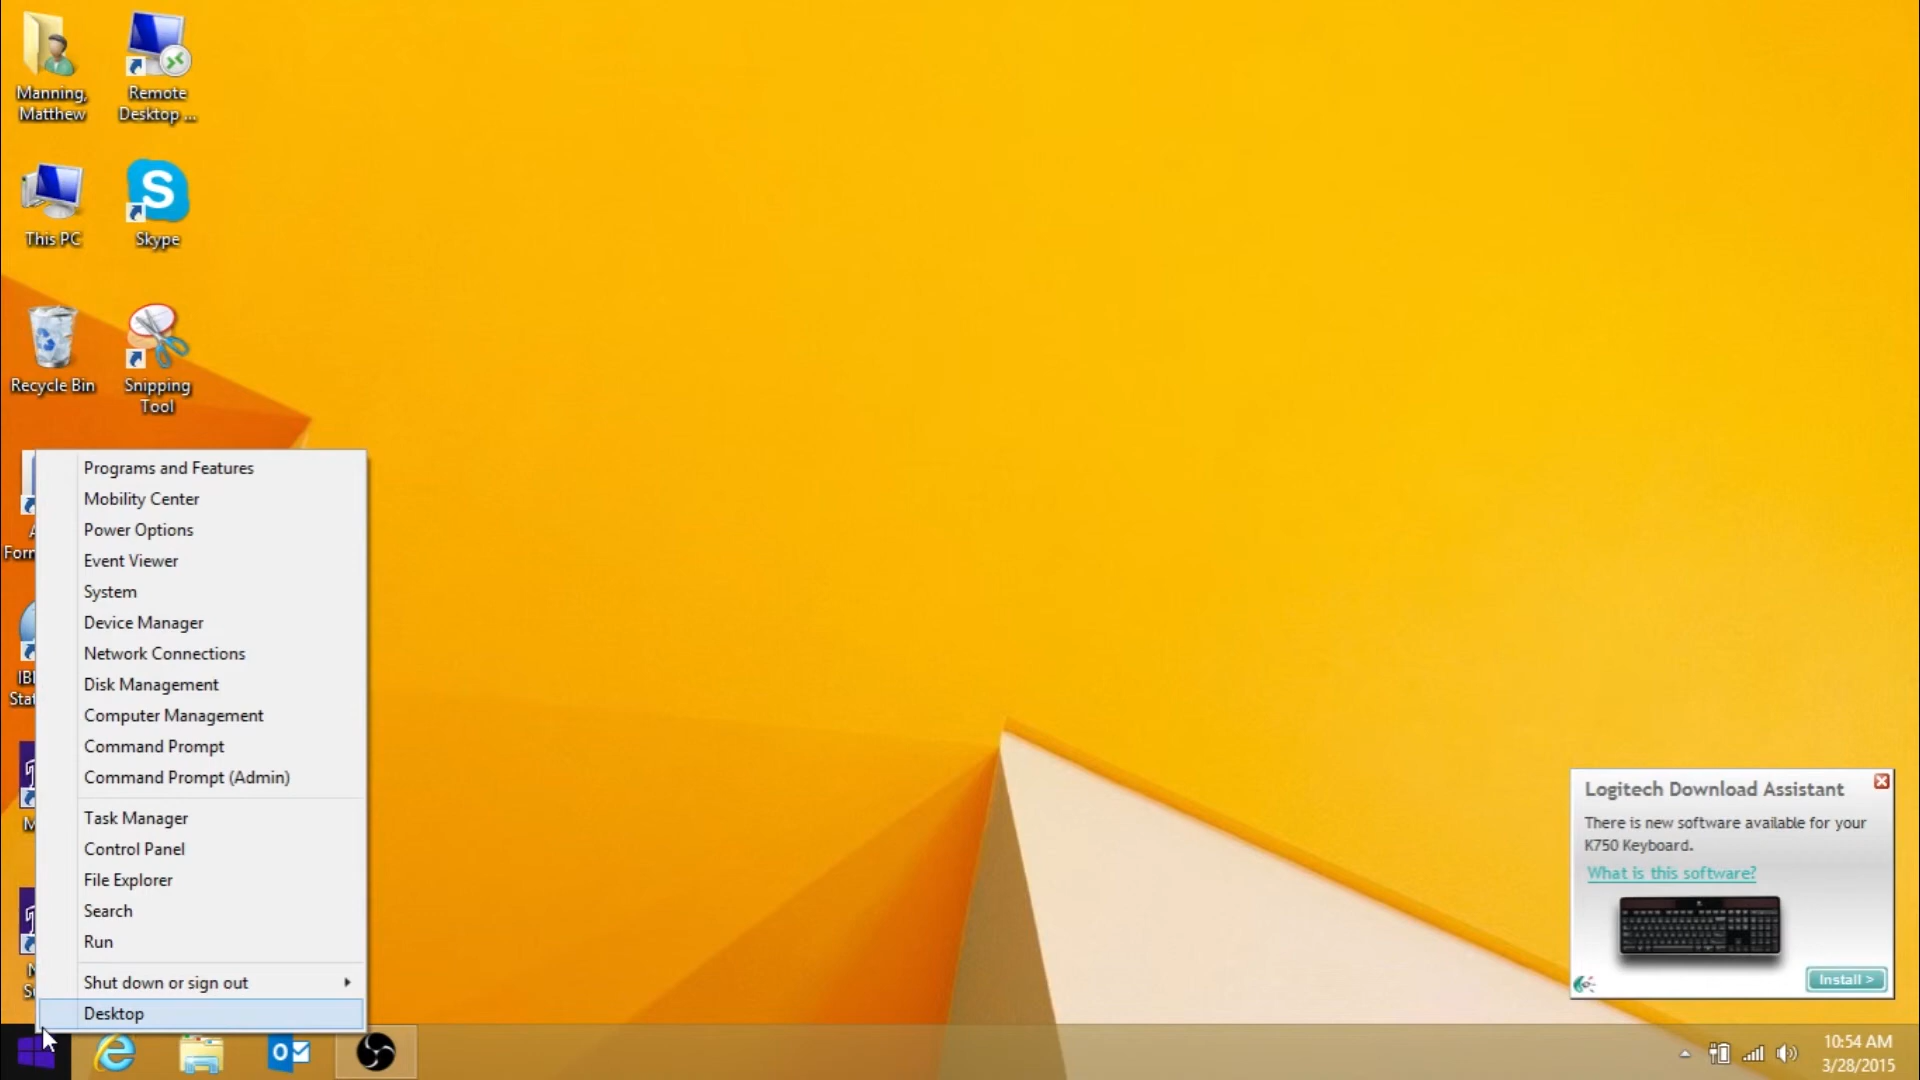 Manning,
Matthew
Remote
Desktop ...
This PC
Skype
Recycle Bin
Snipping
Tool
Programs and Features
Mobility Center
Power Options
Event Viewer
System
Device Manager
Network Connections
Disk Management
Computer Management
Command Prompt
Command Prompt (Admin)
Task Manager
Control Panel
File Explorer
Search
Run
Shut down or sign out
Desktop
Logitech Download Assistant
There is new software available for your
K750 Keyboard.
What is this software?
Install >
10:54 AM
3/28/2015